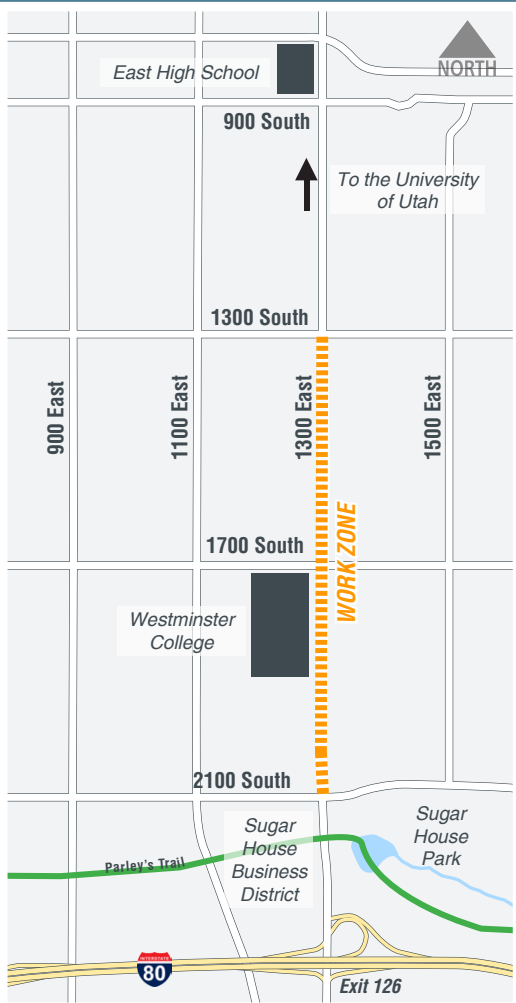 East High School
NORTH
900 South
To the University
of Utah
1300 South
900 East
1100 East
1300 East
1500 East
1700 South
WORK ZONE
Westminster
College
2100 South
Sugar
House
Business
District
Sugar
House
Park
Parley's Trail
INTERSTATE
80
Exit 126